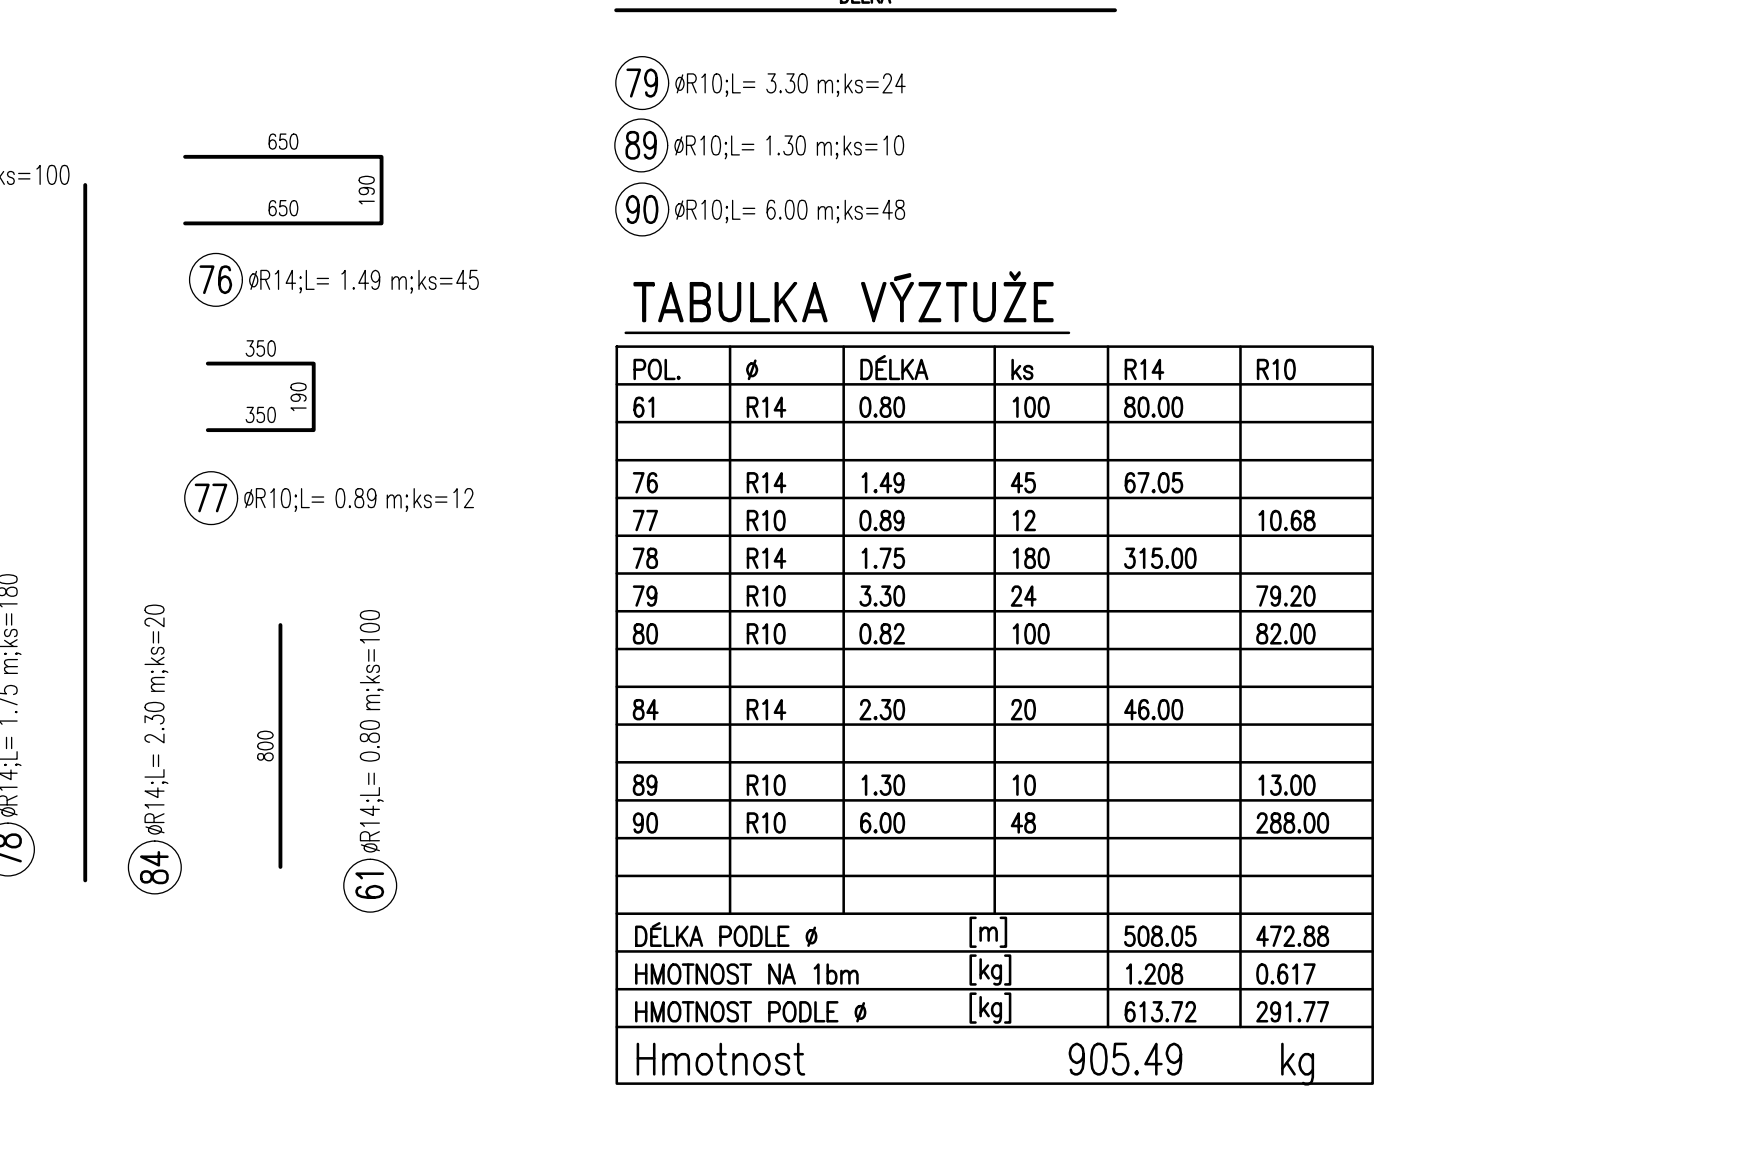 DÉLKA
79 øR10;L= 3.30 m;ks=24
89 øR10;L= 1.30 m;ks=10
90 øR10;L= 6.00 m;ks=48
ks=100
650
190
650
76 øR14;L= 1.49 m;ks=45
350
190
350
77 øR10;L= 0.89 m;ks=12
78 øR14;L= 1.75 m;ks=180
84 øR14;L= 2.30 m;ks=20
800
61 øR14;L= 0.80 m;ks=100
TABULKA VÝZTUŽE
POL. ø DÉLKA ks R14 R10
61 R14 0.80 100 80.00
76 R14 1.49 45 67.05
77 R10 0.89 12 10.68
78 R14 1.75 180 315.00
79 R10 3.30 24 79.20
80 R10 0.82 100 82.00
84 R14 2.30 20 46.00
89 R10 1.30 10 13.00
90 R10 6.00 48 288.00
DÉLKA PODLE ø [m] 508.05 472.88
HMOTNOST NA 1bm [kg] 1.208 0.617
HMOTNOST PODLE ø [kg] 613.72 291.77
Hmotnost 905.49 kg